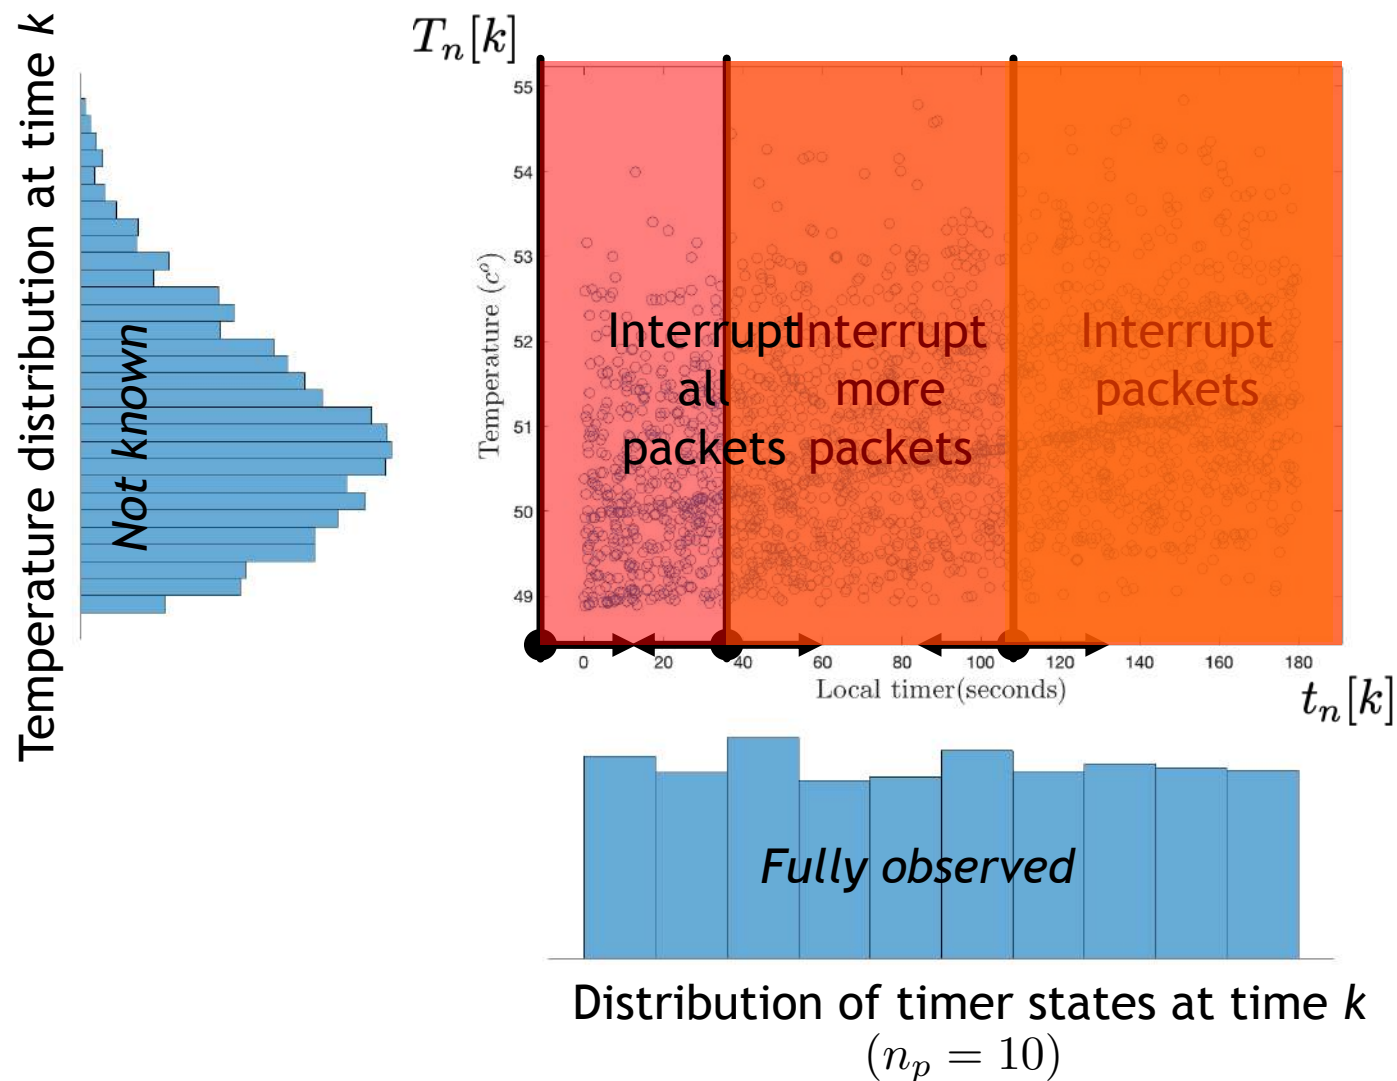 Temperature distribution at time k
Not known
T_n[k]
Temperature (c^o)
55
54
53
52
51
50
49
Interrupt
all
packets
Interrupt
more
packets
Interrupt
packets
0 20 40 60 80 100 120 140 160 180
Local timer(seconds)
t_n[k]
Fully observed
Distribution of timer states at time k
(n_p = 10)